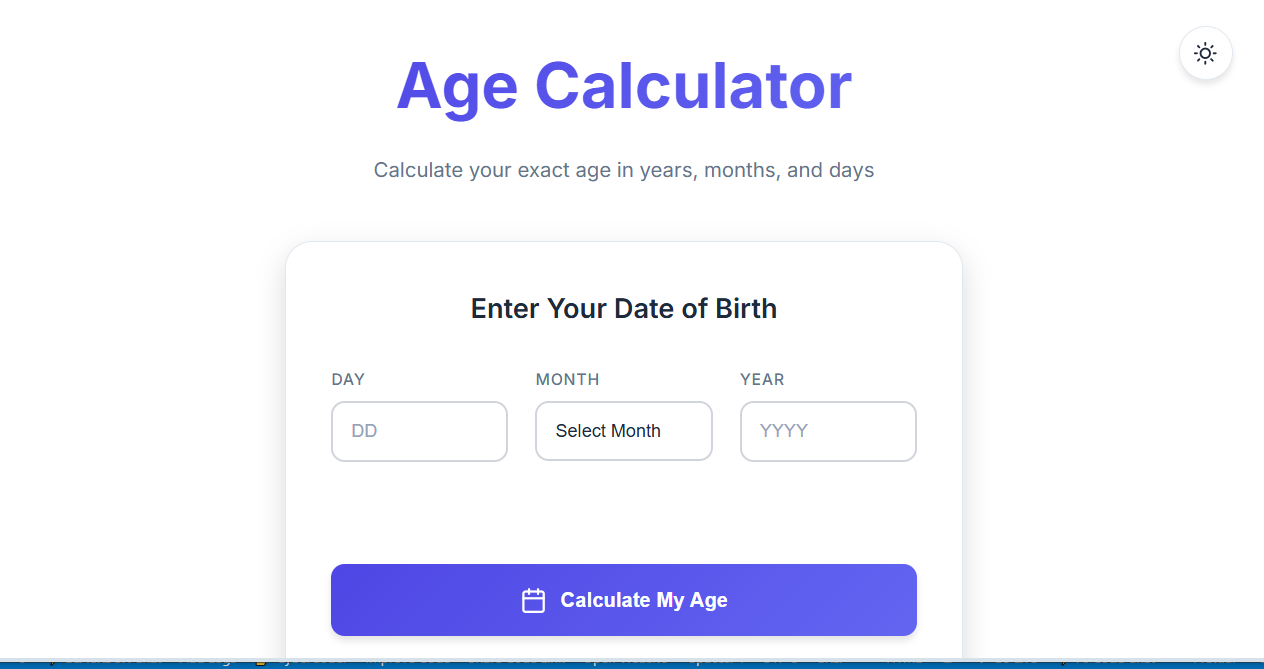 Age Calculator
Calculate your exact age in years, months, and days
Enter Your Date of Birth
DAY MONTH YEAR
DD Select Month YYYY
Calculate My Age